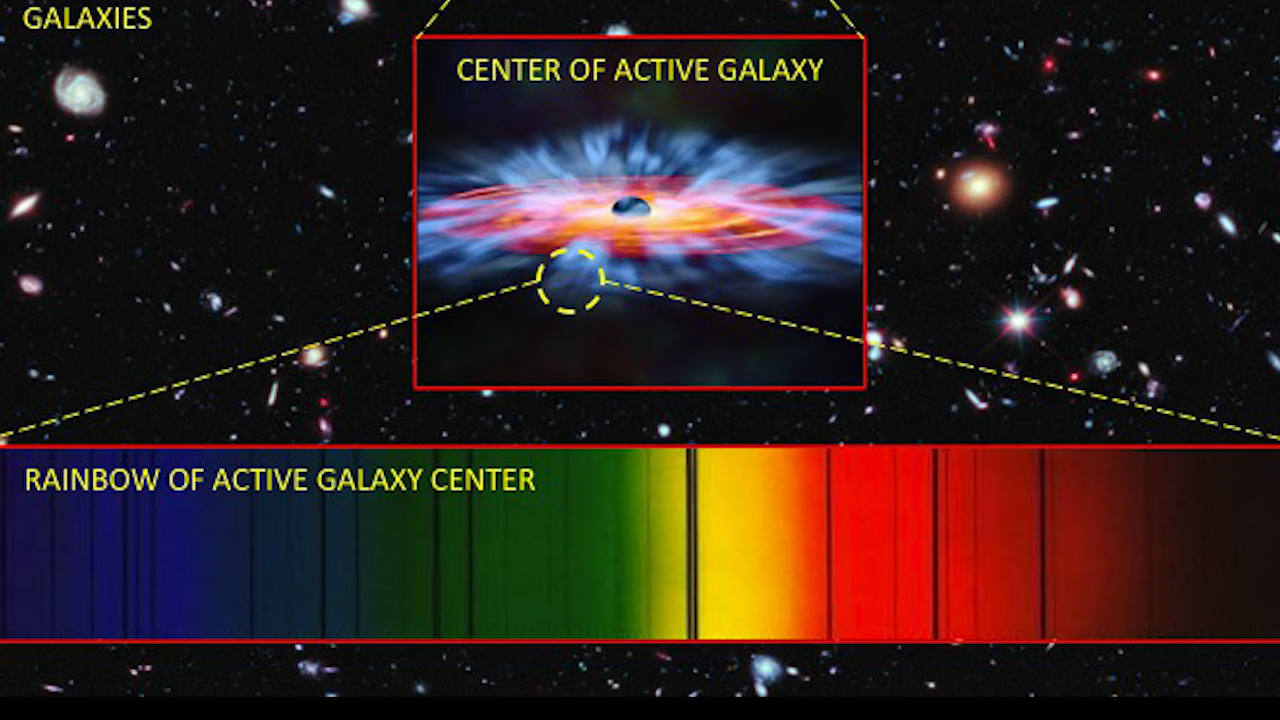 GALAXIES
CENTER OF ACTIVE GALAXY
RAINBOW OF ACTIVE GALAXY CENTER